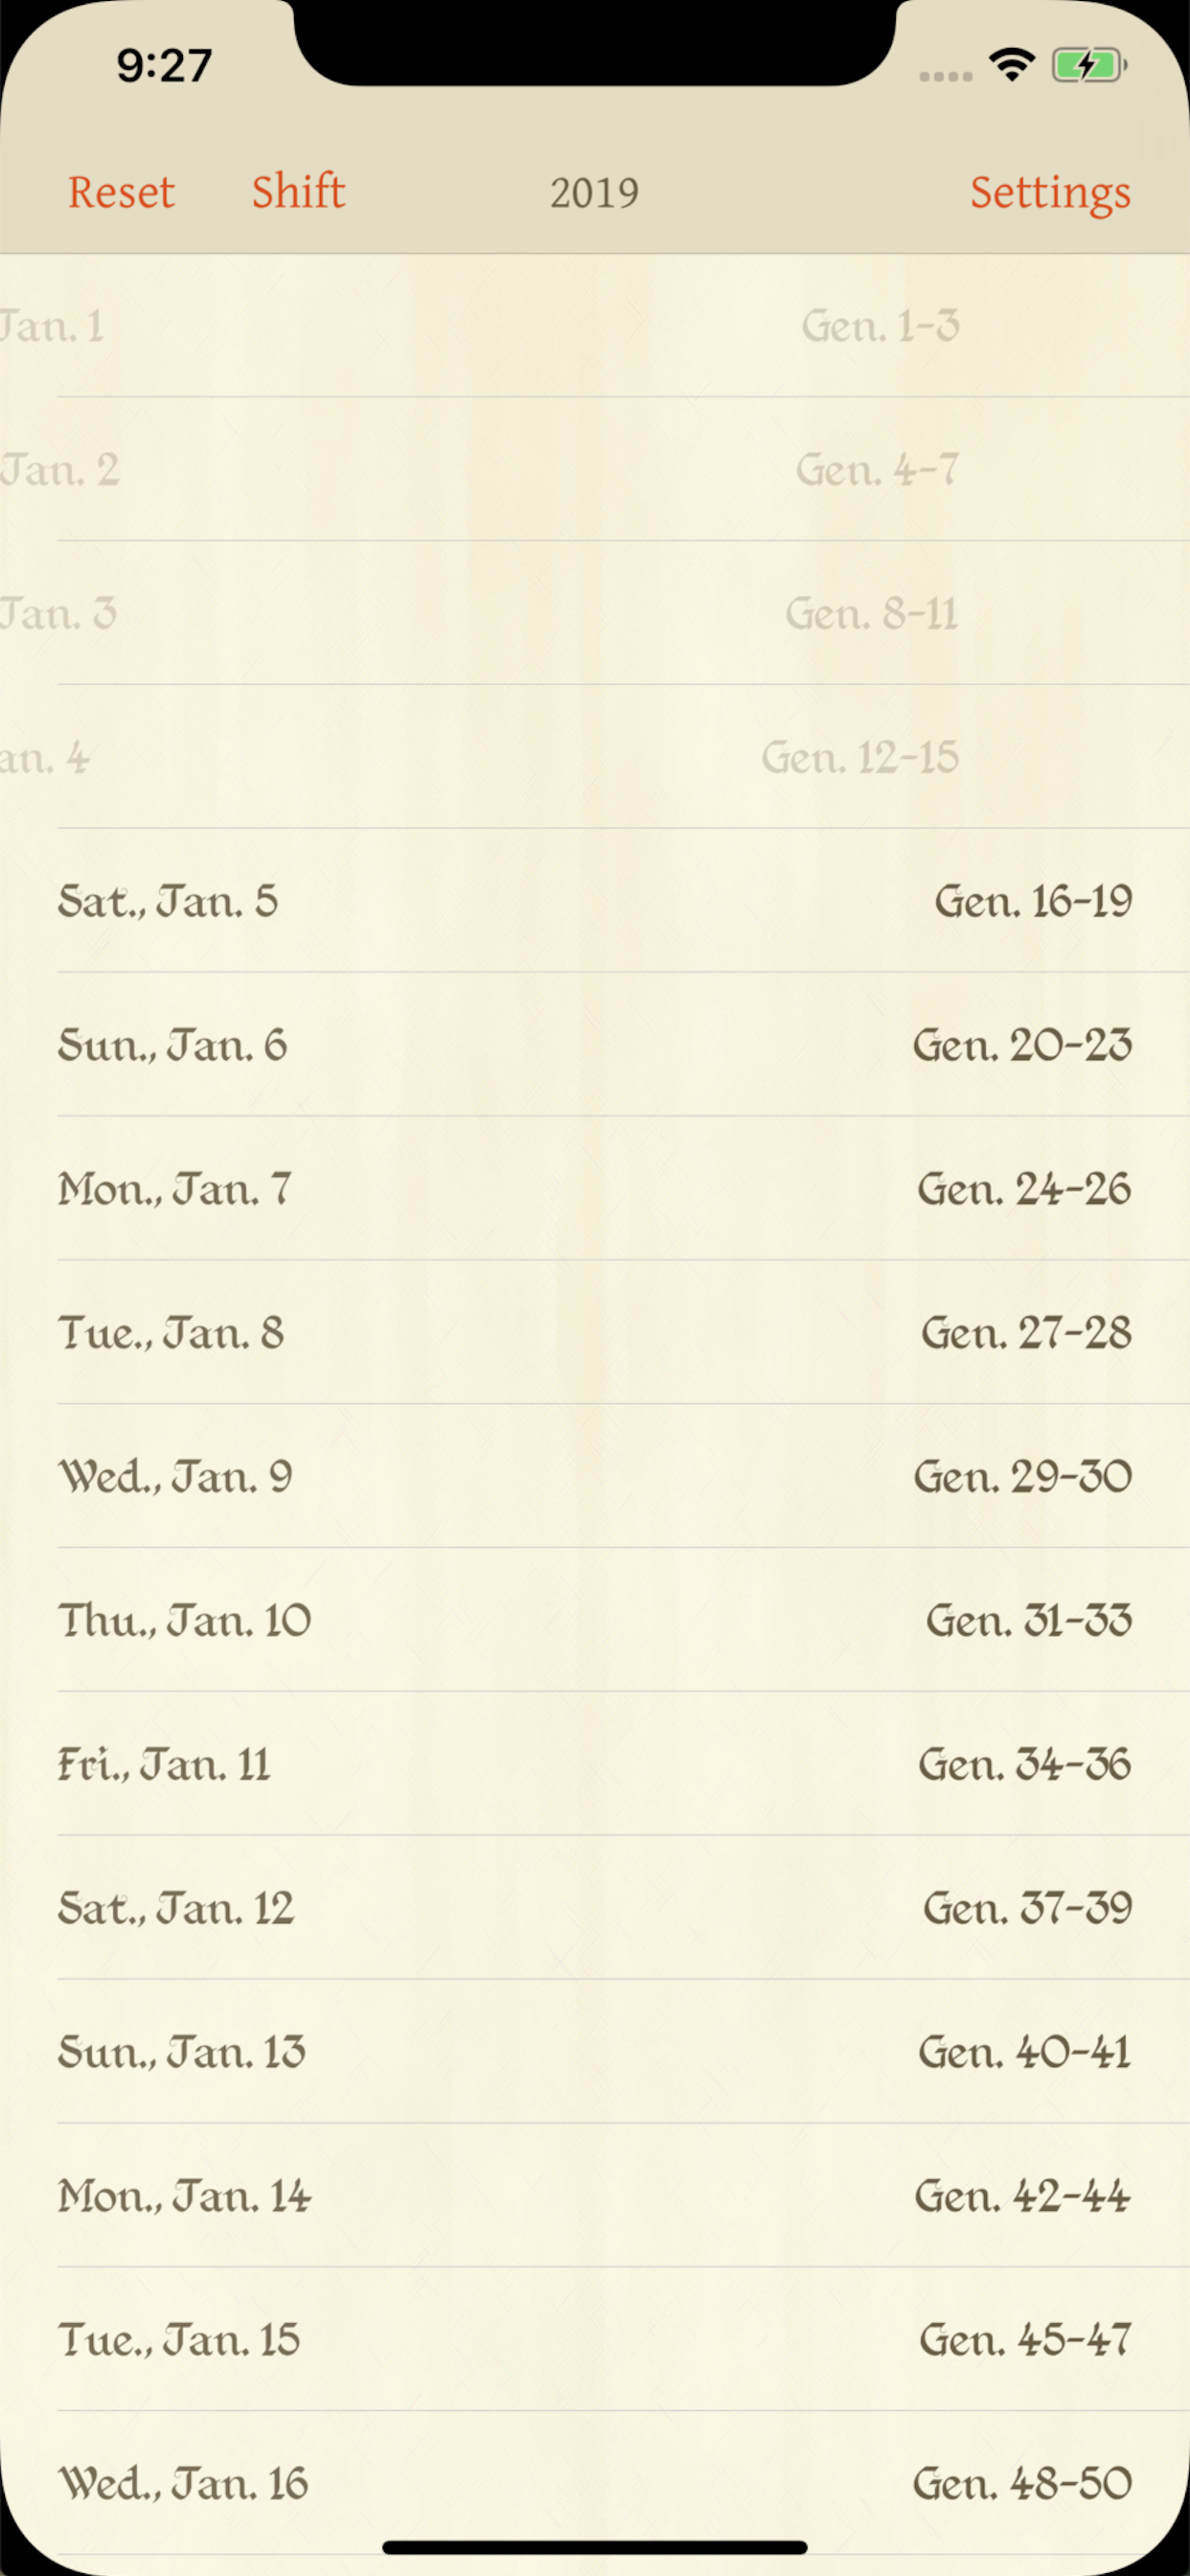 9:27
Reset Shift 2019 Settings
Jan. 1 Gen. 1-3
Jan. 2 Gen. 4-7
Jan. 3 Gen. 8-11
an. 4 Gen. 12-15
Sat., Jan. 5 Gen. 16-19
Sun., Jan. 6 Gen. 20-23
Mon., Jan. 7 Gen. 24-26
Tue., Jan. 8 Gen. 27-28
Wed., Jan. 9 Gen. 29-30
Thu., Jan. 10 Gen. 31-33
Fri., Jan. 11 Gen. 34-36
Sat., Jan. 12 Gen. 37-39
Sun., Jan. 13 Gen. 40-41
Mon., Jan. 14 Gen. 42-44
Tue., Jan. 15 Gen. 45-47
Wed., Jan. 16 Gen. 48-50